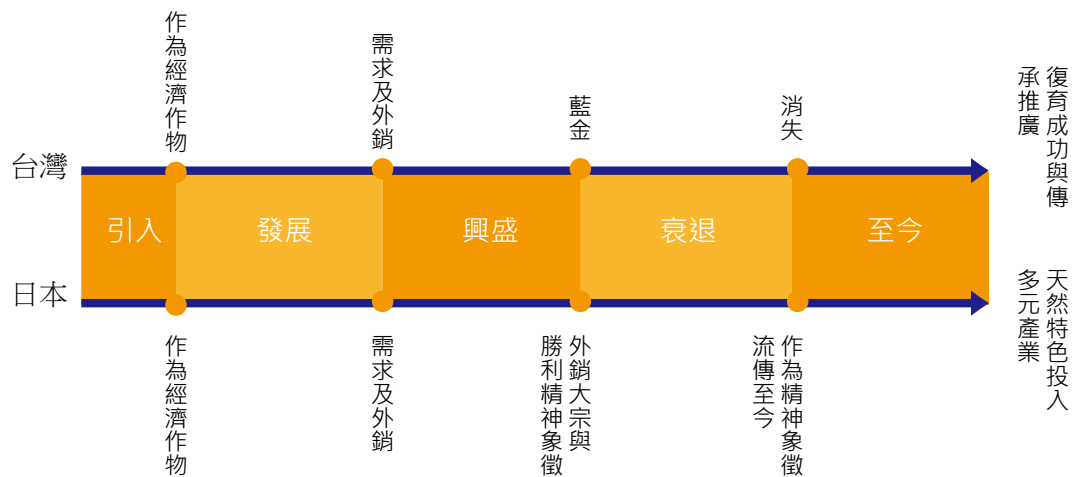 作為經濟作物
需求及外銷
藍金
消失
復育成功與傳
承推廣
台灣
引入
發展
興盛
衰退
至今
日本
作為經濟作物
需求及外銷
外銷大宗與
勝利精神象徵
作為精神象徵
流傳至今
天然特色投入
多元產業